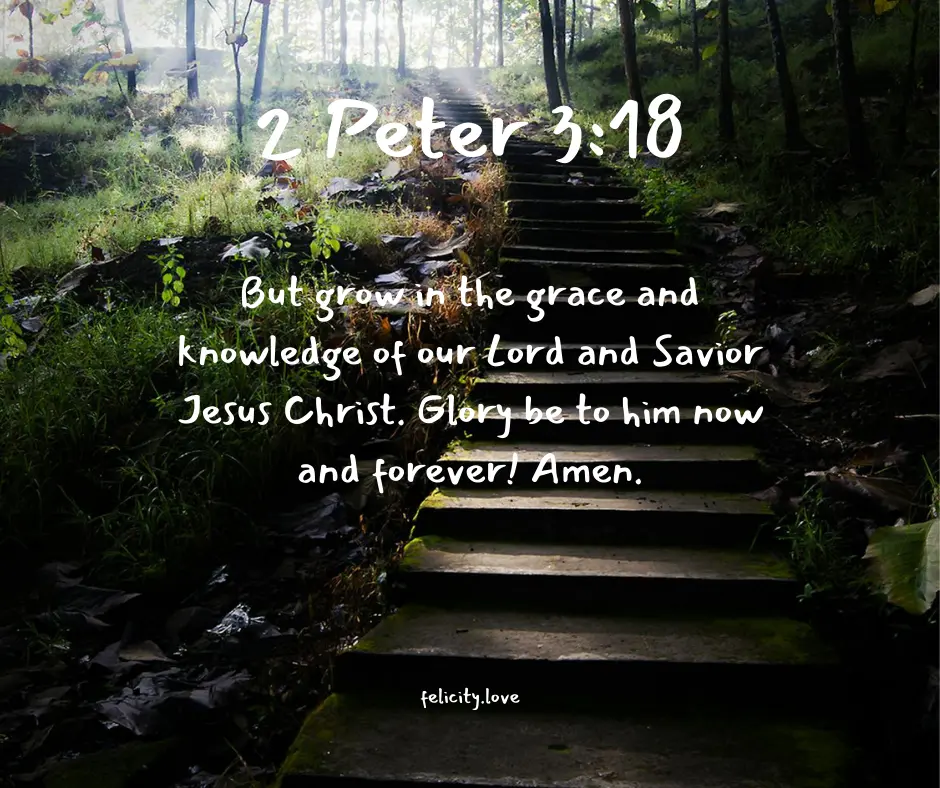 2 Peter 3:18
But grow in the grace and
knowledge of our Lord and Savior
Jesus Christ. Glory be to him now
and forever! Amen.
felicity.love